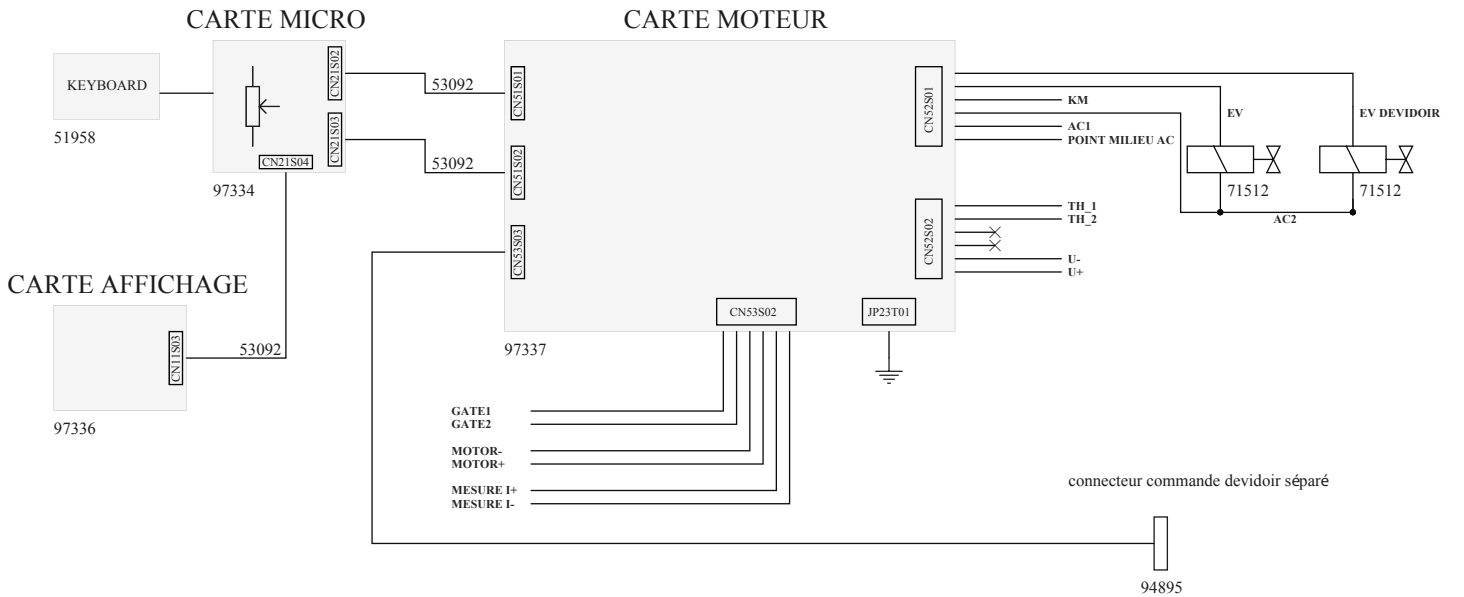 CARTE MICRO
CARTE MOTEUR
KEYBOARD
51958
CN21S02
CN21S03
CN21S04
97334
53092
53092
CN51S01
CN51S02
CN53S03
CN52S01
CN52S02
CN53S02
JP23T01
97337
KM
AC1
POINT MILIEU AC
EV
EV DEVIDOIR
71512
71512
AC2
TH_1
TH_2
U-
U+
CARTE AFFICHAGE
CN11S03
53092
97336
GATE1
GATE2
MOTOR-
MOTOR+
MESURE I+
MESURE I-
connecteur commande devidoir séparé
94895